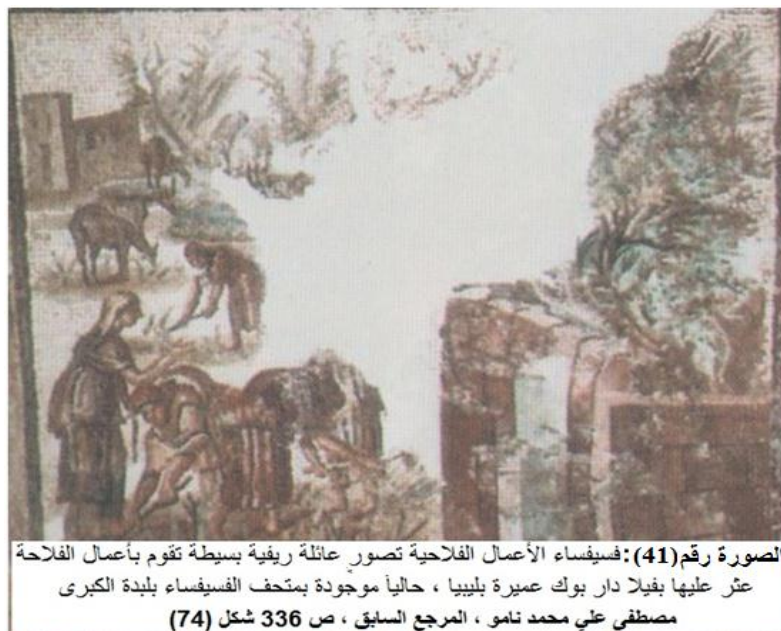 لصورة رقم(41):فسيفساء الأعمال الفلاحية تصور عائلة ريفية بسيطة تقوم بأعمال الفلاحة
عثر عليها بفيلا دار بوك عميرة بليبيا ، حالياً موجودة بمتحف الفسيفساء بلبدة الكبرى
مصطفى علي محمد نامو ، المرجع السابق ، ص 336 شكل (74)